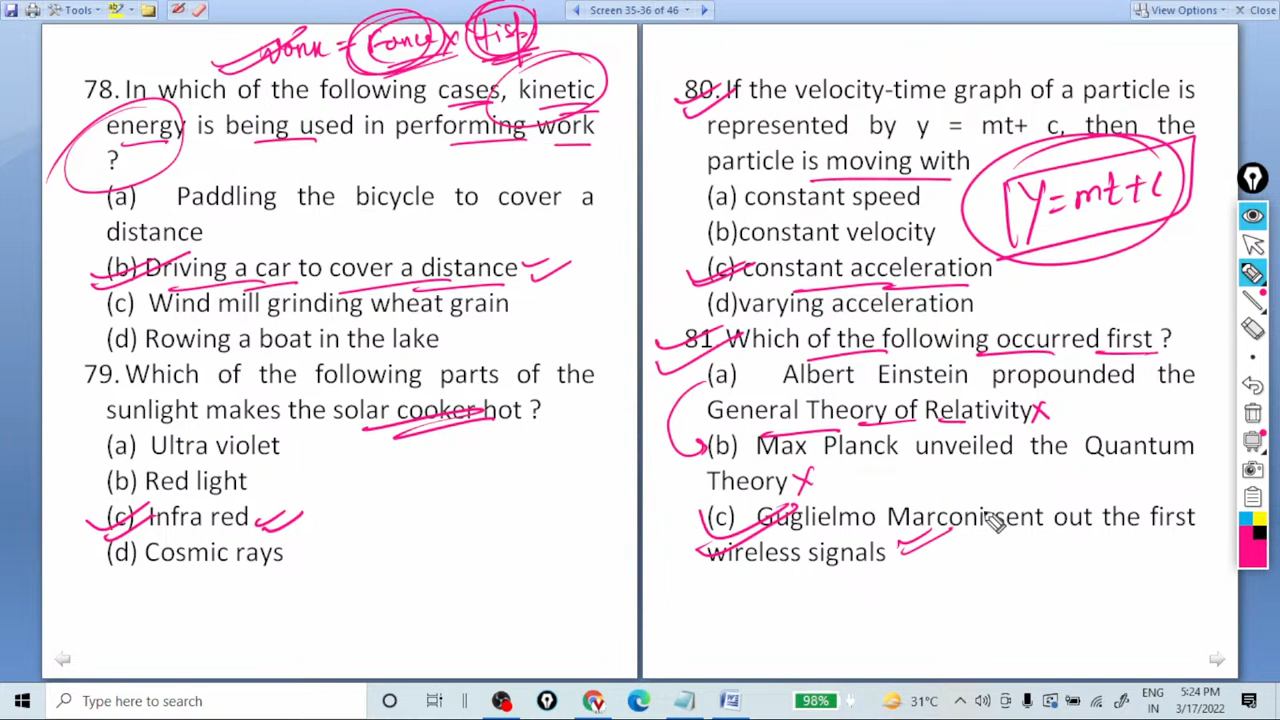 Tools
Screen 35-36 of 46
View Options
Close
Work = Force × Disp
78. In which of the following cases, kinetic
energy is being used in performing work
?
(a) Paddling the bicycle to cover a
distance
(b) Driving a car to cover a distance
(c) Wind mill grinding wheat grain
(d) Rowing a boat in the lake
79. Which of the following parts of the
sunlight makes the solar cooker hot ?
(a) Ultra violet
(b) Red light
(c) Infra red
(d) Cosmic rays
80. If the velocity-time graph of a particle is
represented by y = mt+ c, then the
particle is moving with
(a) constant speed
y=mt+c
(b)constant velocity
(c) constant acceleration
(d)varying acceleration
81. Which of the following occurred first ?
(a) Albert Einstein propounded the
General Theory of Relativity
(b) Max Planck unveiled the Quantum
Theory
(c) Guglielmo Marconi sent out the first
wireless signals
Type here to search
98%
31°C
ENG
IN
5:24 PM
3/17/2022